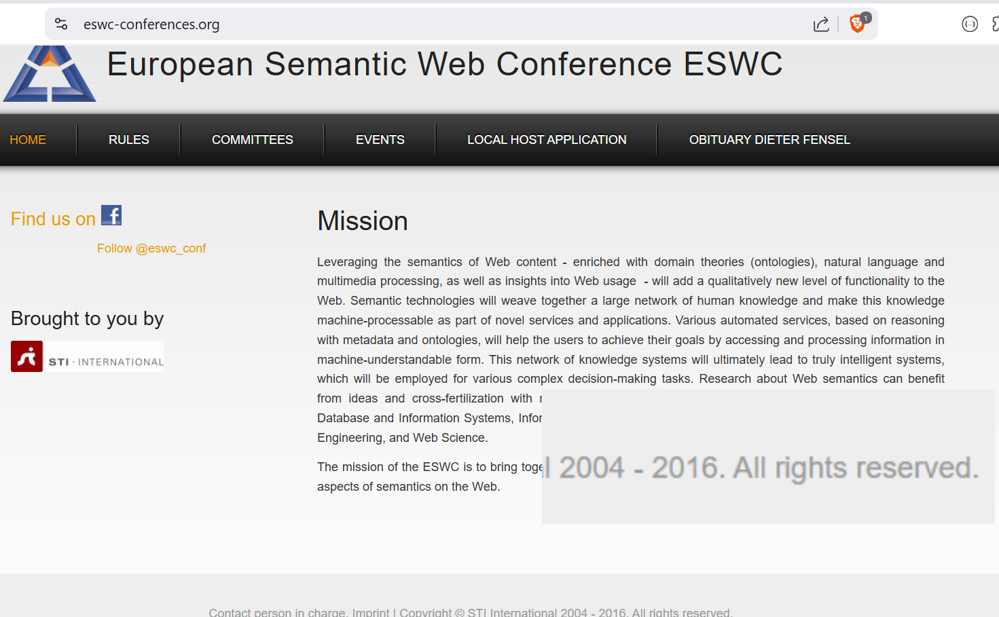 eswc-conferences.org
1
European Semantic Web Conference ESWC
HOME
RULES
COMMITTEES
EVENTS
LOCAL HOST APPLICATION
OBITUARY DIETER FENSEL
Find us on f
Follow @eswc_conf
Brought to you by
STI · INTERNATIONAL
Mission
Leveraging the semantics of Web content - enriched with domain theories (ontologies), natural language and
multimedia processing, as well as insights into Web usage - will add a qualitatively new level of functionality to the
Web. Semantic technologies will weave together a large network of human knowledge and make this knowledge
machine-processable as part of novel services and applications. Various automated services, based on reasoning
with metadata and ontologies, will help the users to achieve their goals by accessing and processing information in
machine-understandable form. This network of knowledge systems will ultimately lead to truly intelligent systems,
which will be employed for various complex decision-making tasks. Research about Web semantics can benefit
from ideas and cross-fertilization with
Database and Information Systems, Infor
Engineering, and Web Science.
The mission of the ESWC is to bring toge
aspects of semantics on the Web.
l 2004 - 2016. All rights reserved.
Contact person in charge. Imprint | Copyright © STI International 2004 - 2016. All rights reserved.